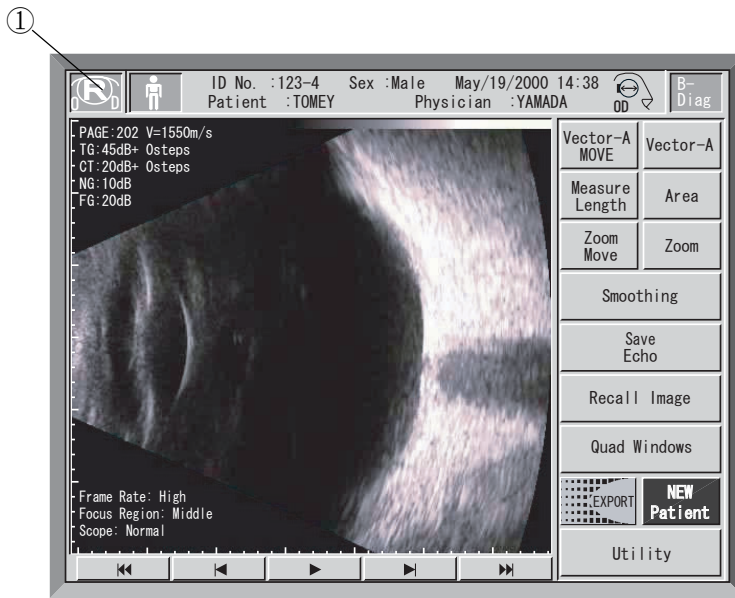 ①
R
O D
ID No. :123-4 Sex :Male May/19/2000 14:38
Patient :TOMEY Physician :YAMADA
OD
B-
Diag
PAGE:202 V=1550m/s
TG:45dB+ 0steps
CT:20dB+ 0steps
NG:10dB
FG:20dB
Vector-A
MOVE
Vector-A
Measure
Length
Area
Zoom
Move
Zoom
Smoothing
Save
Echo
Recall Image
Quad Windows
EXPORT
NEW
Patient
Utility
Frame Rate: High
Focus Region: Middle
Scope: Normal